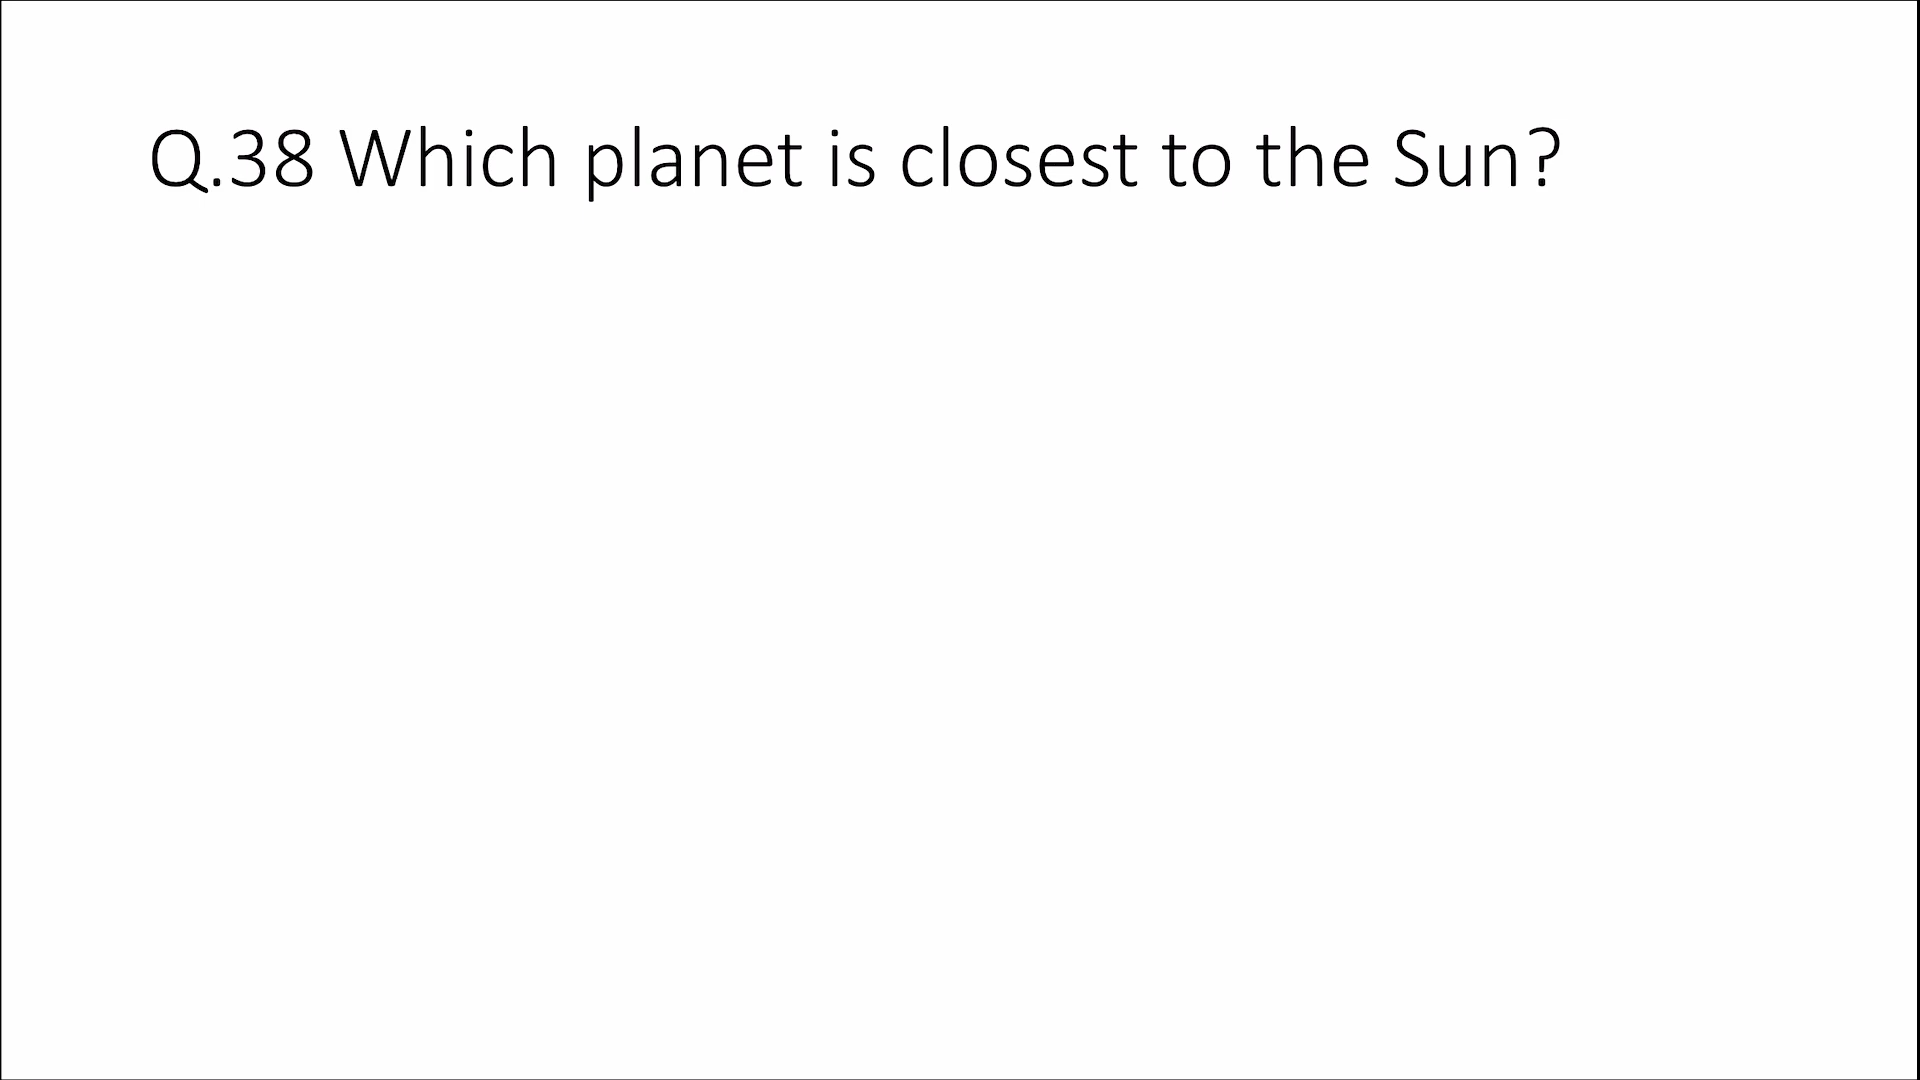 Q.38 Which planet is closest to the Sun?